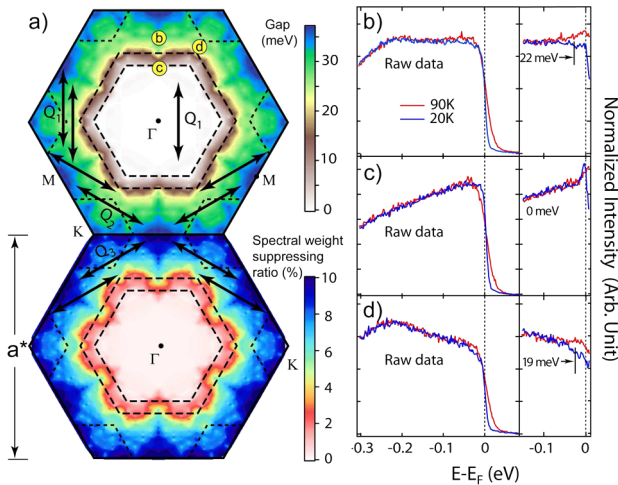 a)
Gap
(meV)
b
d
c
30
20
10
0
Q1
Q1
Γ
M
M
Q2
K
Q3
a*
Γ
K
Spectral weight
suppressing
ratio (%)
10
8
6
4
2
0
b)
Raw data
90K
20K
22 meV
c)
Raw data
0 meV
d)
Raw data
19 meV
-0.3 -0.2 -0.1 0 -0.1 0
E-EF (eV)
Normalized Intensity (Arb. Unit)